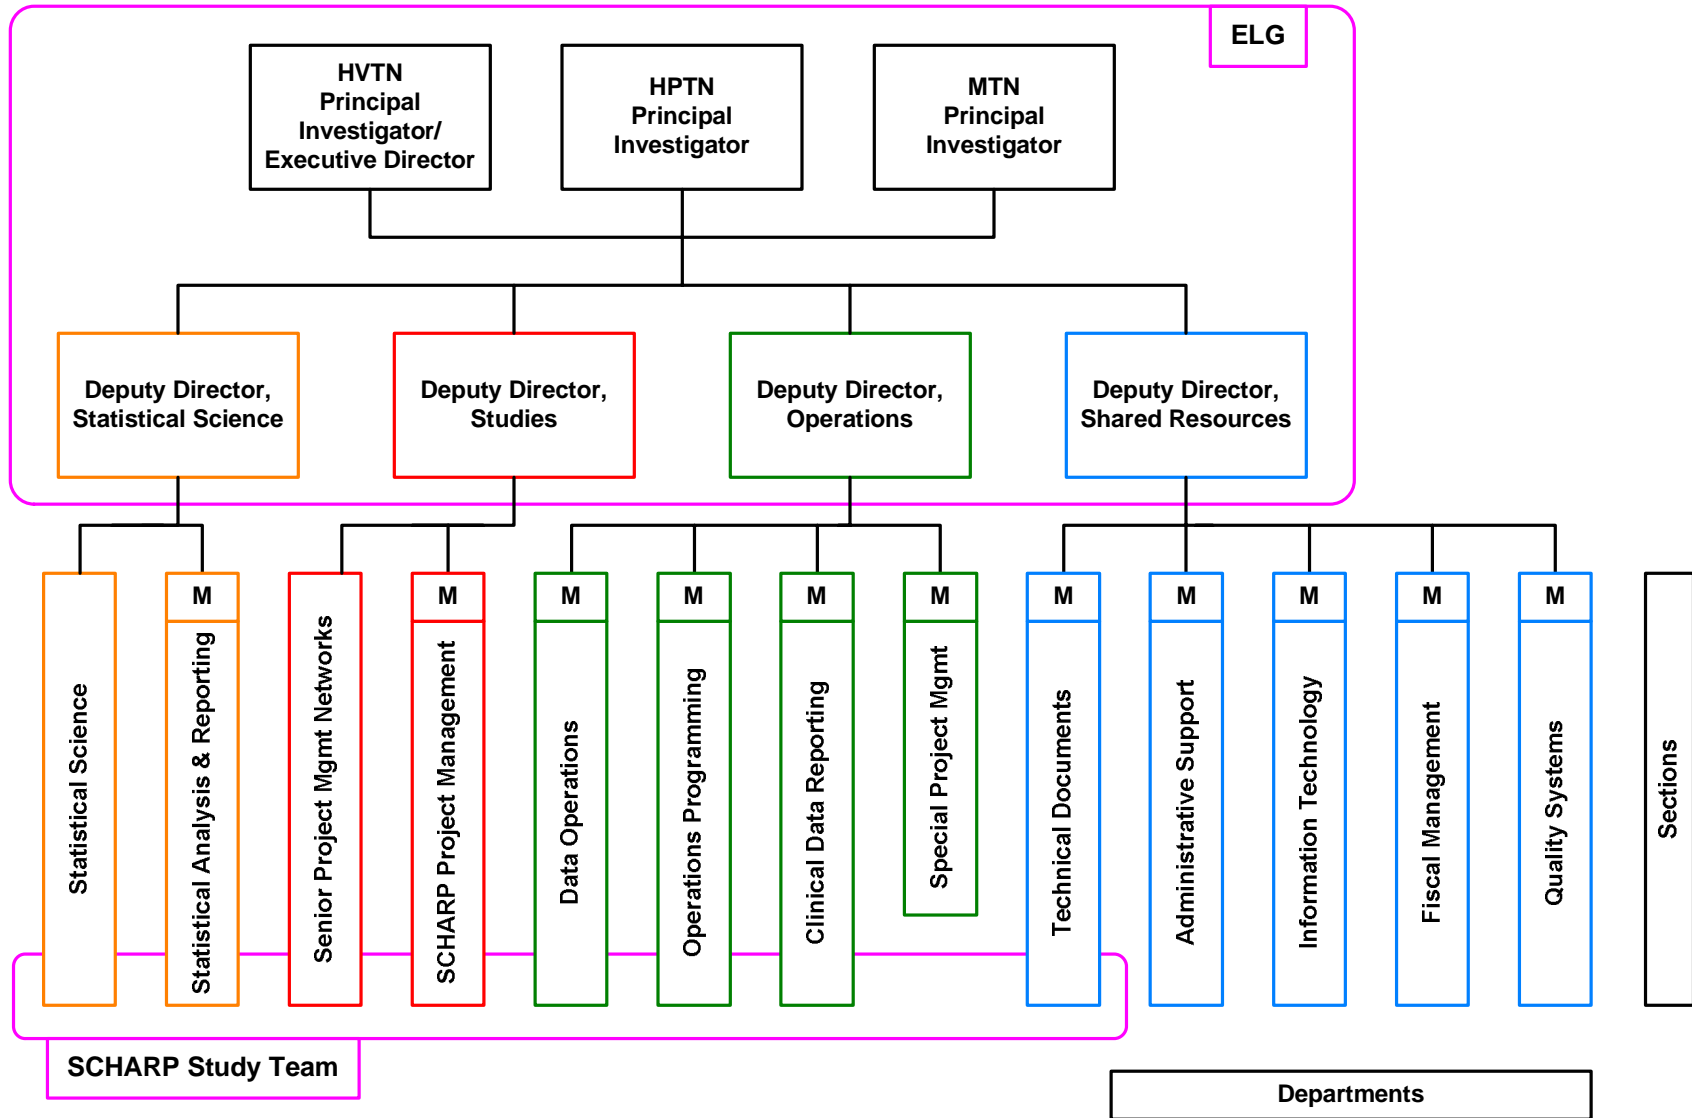 ELG
HVTN
Principal
Investigator/
Executive Director
HPTN
Principal
Investigator
MTN
Principal
Investigator
Deputy Director,
Statistical Science
Deputy Director,
Studies
Deputy Director,
Operations
Deputy Director,
Shared Resources
Statistical Science
M
Statistical Analysis & Reporting
Senior Project Mgmt Networks
M
SCHARP Project Management
M
Data Operations
M
Operations Programming
M
Clinical Data Reporting
M
Special Project Mgmt
M
Technical Documents
M
Administrative Support
M
Information Technology
M
Fiscal Management
M
Quality Systems
Sections
SCHARP Study Team
Departments